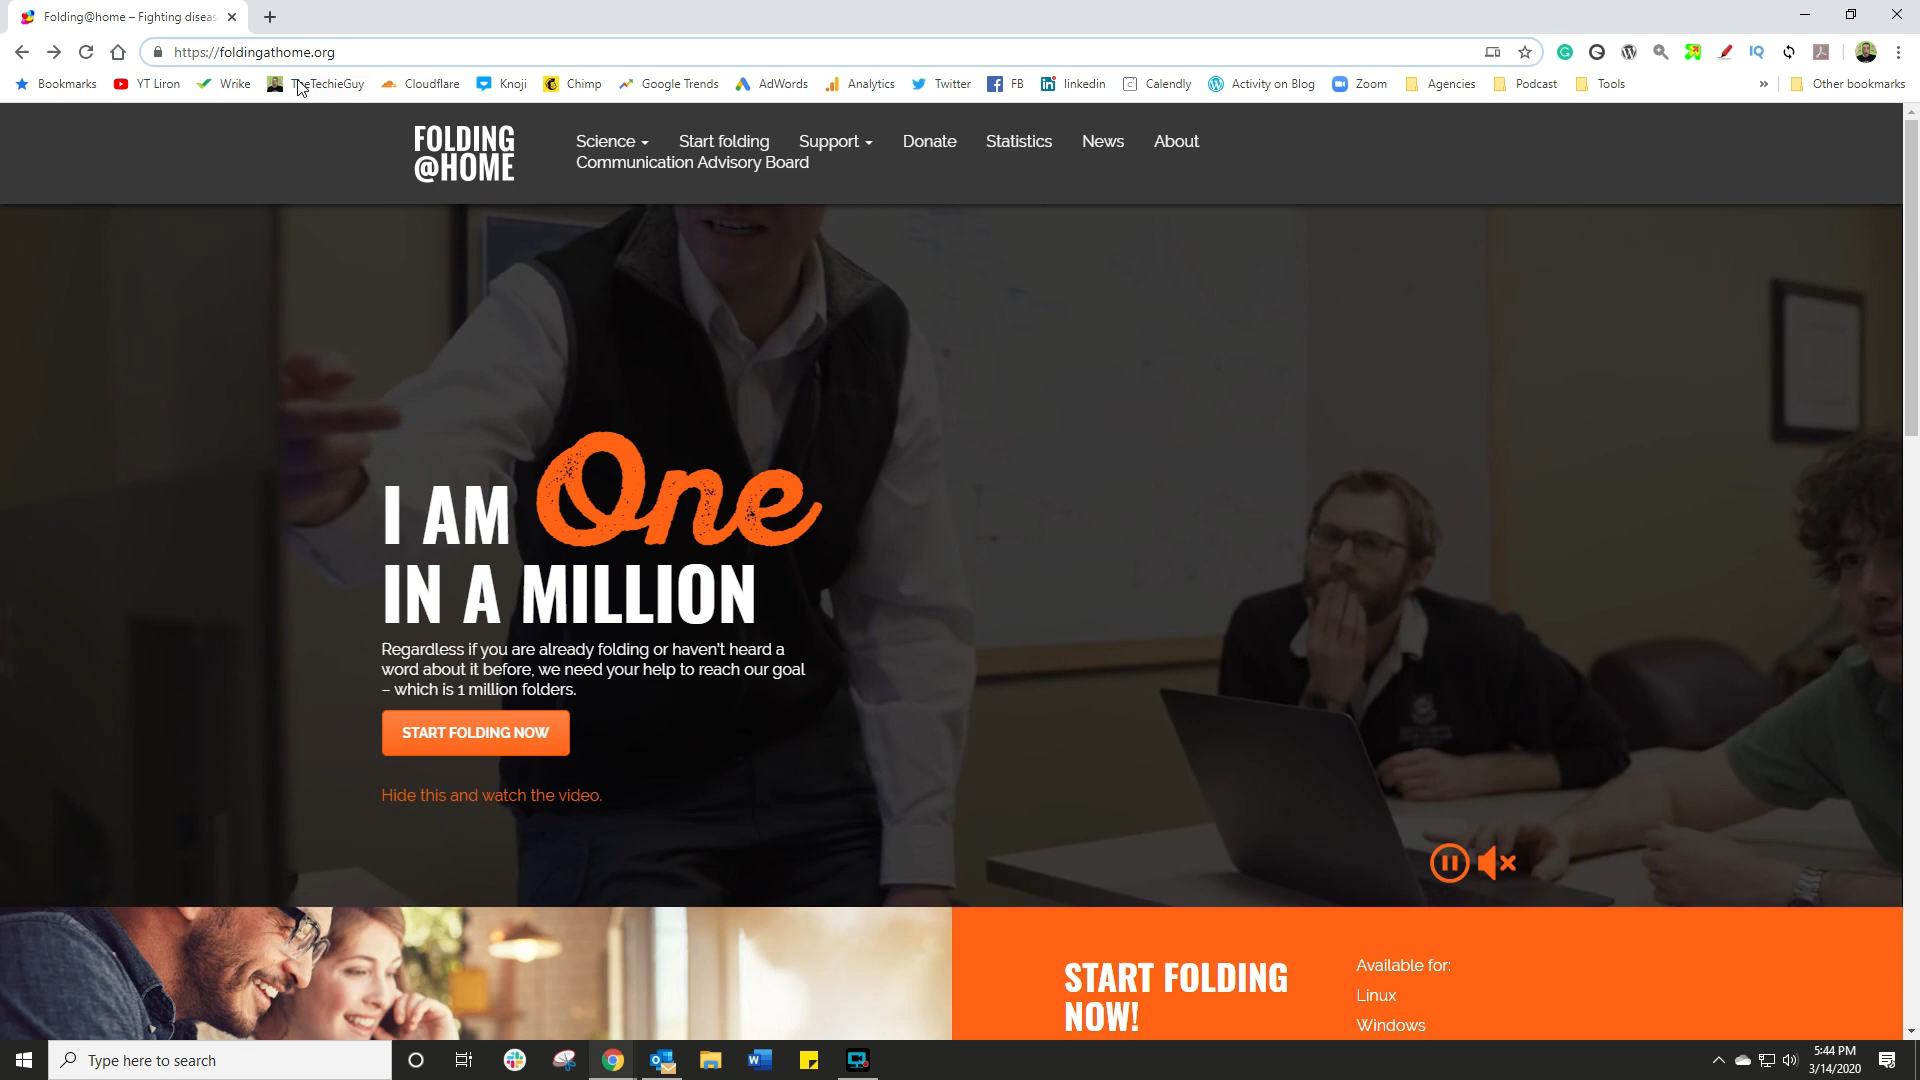 Folding@home – Fighting diseas
https://foldingathome.org
Bookmarks YT Liron Wrike TheTechieGuy Cloudflare Knoji Chimp Google Trends AdWords Analytics Twitter FB linkedin Calendly Activity on Blog Zoom Agencies Podcast Tools » Other bookmarks
FOLDING
@HOME
Science Start folding Support Donate Statistics News About
Communication Advisory Board
I AM One
IN A MILLION
Regardless if you are already folding or haven't heard a
word about it before, we need your help to reach our goal
– which is 1 million folders.
START FOLDING NOW
Hide this and watch the video.
START FOLDING
NOW!
Available for:
Linux
Windows
Type here to search
5:44 PM
3/14/2020